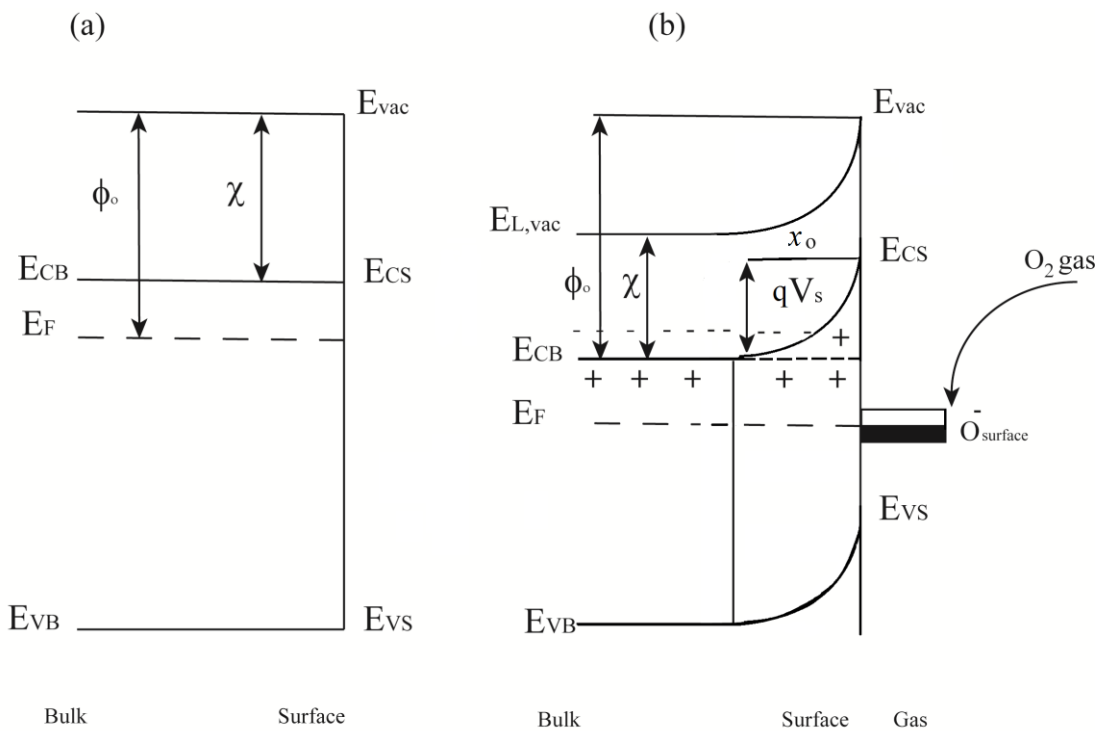 (a)
(b)
Evac
ϕo
χ
ECB
ECS
EF
EVB
EVS
Bulk
Surface
Evac
EL,vac
xo
ECS
O2 gas
ϕo
χ
qVs
+
ECB
+ + + + +
EF
O-surface
EVS
EVB
Bulk
Surface
Gas